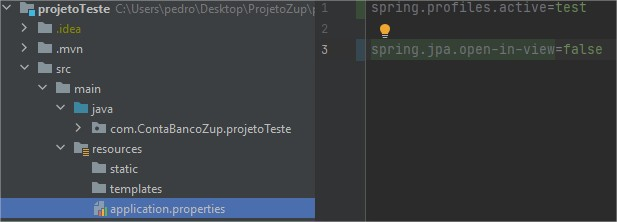 projetoTeste C:\Users\pedro\Desktop\ProjetoZup\p
.idea
.mvn
src
main
java
com.ContaBancoZup.projetoTeste
resources
static
templates
application.properties
1 spring.profiles.active=test
2
3 spring.jpa.open-in-view=false